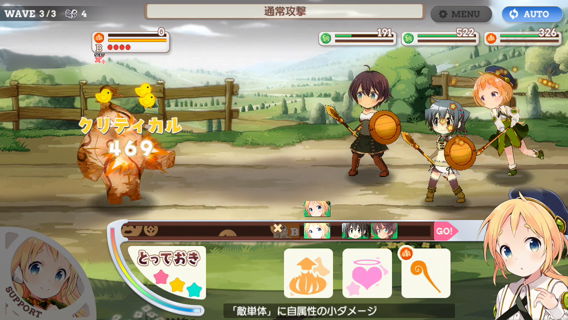 WAVE 3/3
4
通常攻撃
MENU
AUTO
0
191
522
326
B
クリティカル
469
B
GO!
とっておき
SUPPORT
「敵単体」に自属性の小ダメージ